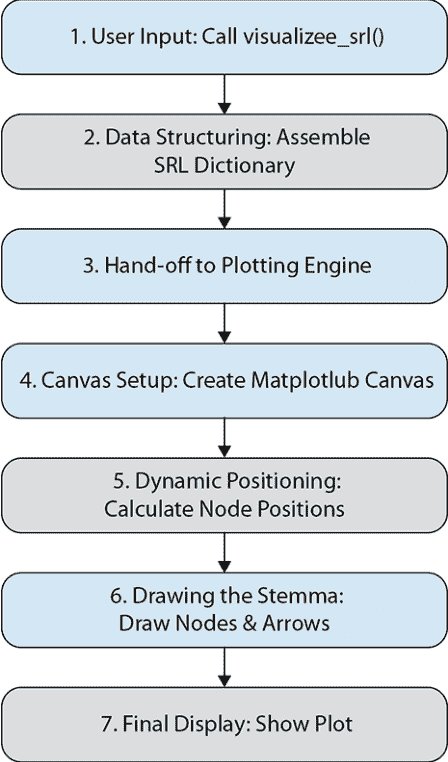 1. User Input: Call visualizee_srl()
2. Data Structuring: Assemble
SRL Dictionary
3. Hand-off to Plotting Engine
4. Canvas Setup: Create Matplotlub Canvas
5. Dynamic Positioning:
Calculate Node Positions
6. Drawing the Stemma:
Draw Nodes & Arrows
7. Final Display: Show Plot